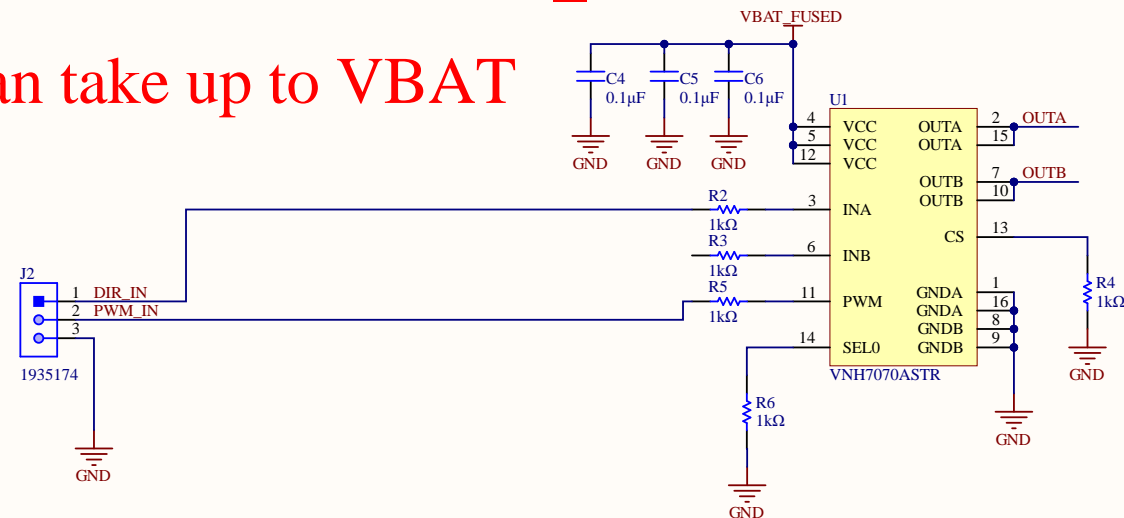 VBAT_FUSED
an take up to VBAT
C4
0.1µF
C5
0.1µF
C6
0.1µF
GND
GND
GND
U1
4 VCC
5 VCC
12 VCC
3 INA
6 INB
11 PWM
14 SEL0
OUTA 2 OUTA
OUTA 15
OUTB 7 OUTB
OUTB 10
CS 13
GNDA 1
GNDA 16
GNDB 8
GNDB 9
VNH7070ASTR
R2
1kΩ
R3
1kΩ
R5
1kΩ
R4
1kΩ
GND
GND
R6
1kΩ
GND
J2
1 DIR_IN
2 PWM_IN
3
1935174
GND